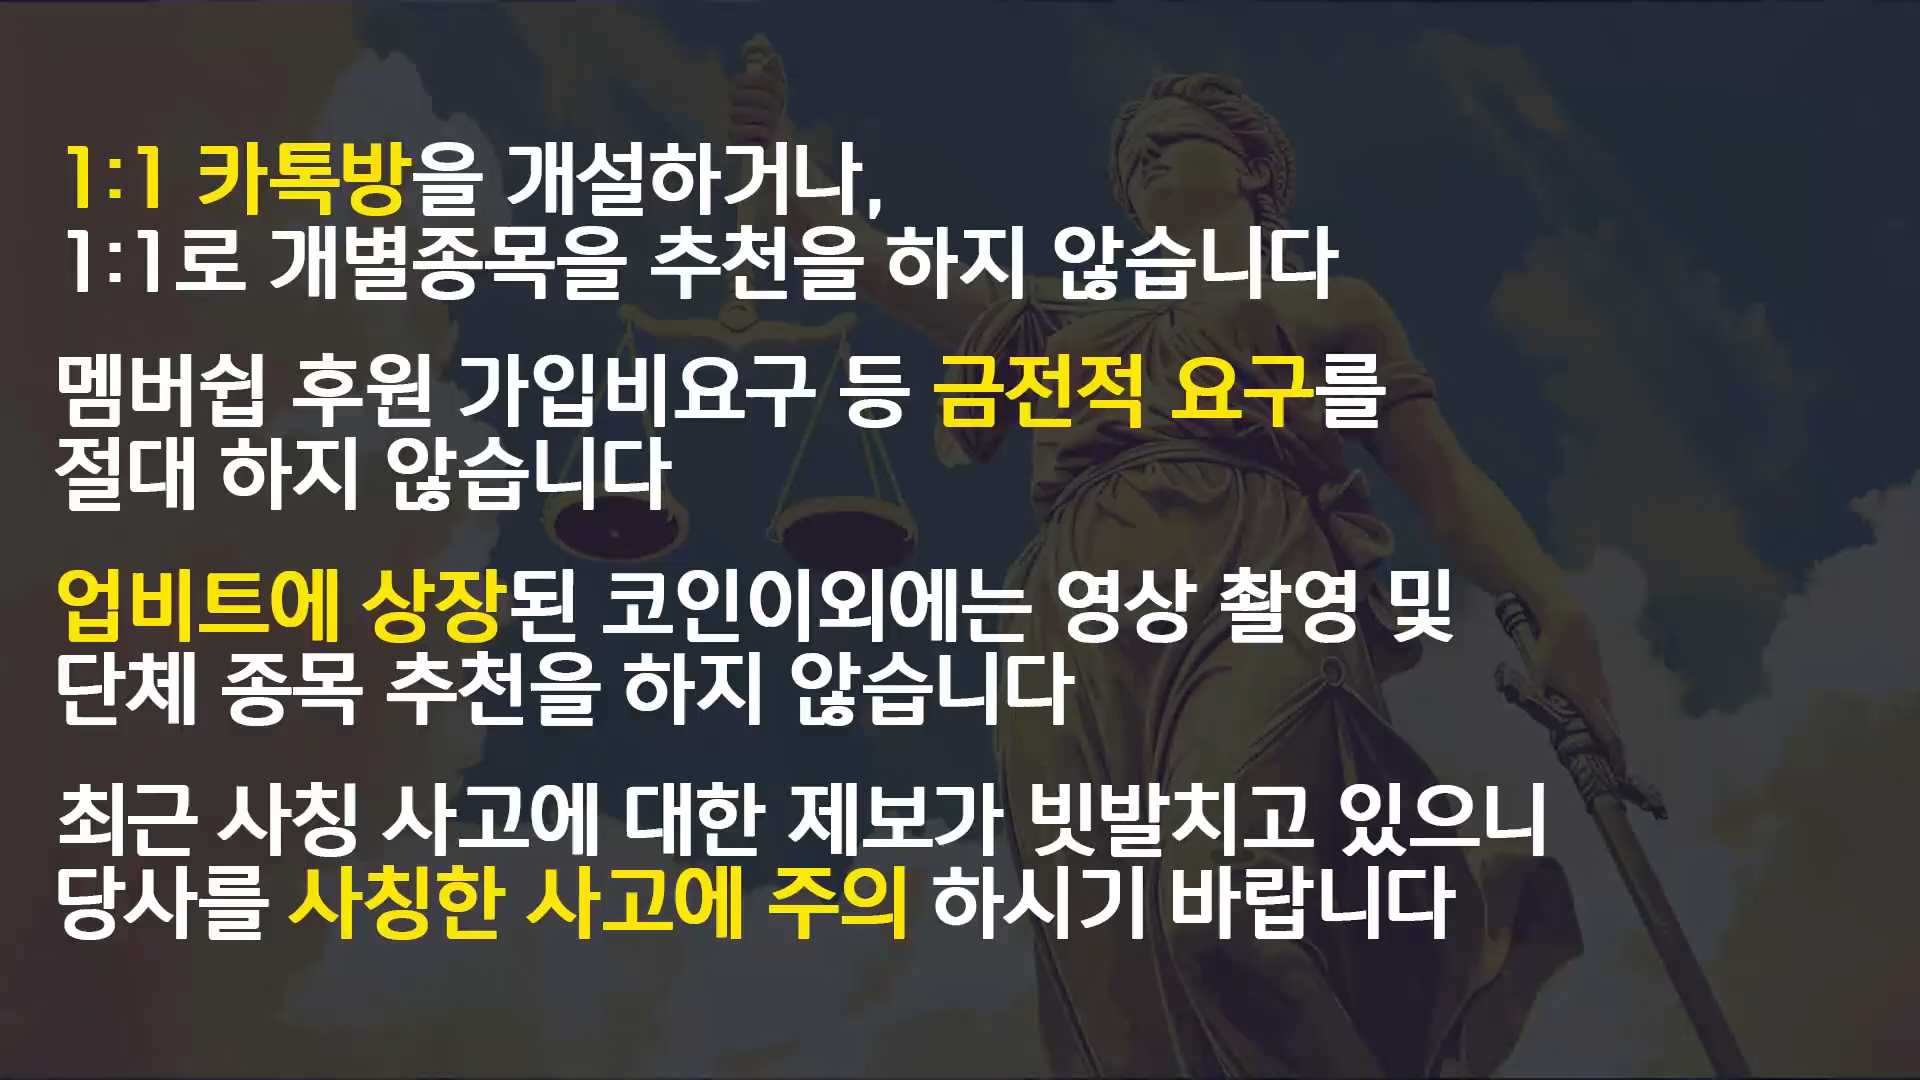 1:1 카톡방을 개설하거나,
1:1로 개별종목을 추천을 하지 않습니다
멤버쉽 후원 가입비요구 등 금전적 요구를
절대 하지 않습니다
업비트에 상장된 코인이외에는 영상 촬영 및
단체 종목 추천을 하지 않습니다
최근 사칭 사고에 대한 제보가 빗발치고 있으니
당사를 사칭한 사고에 주의 하시기 바랍니다